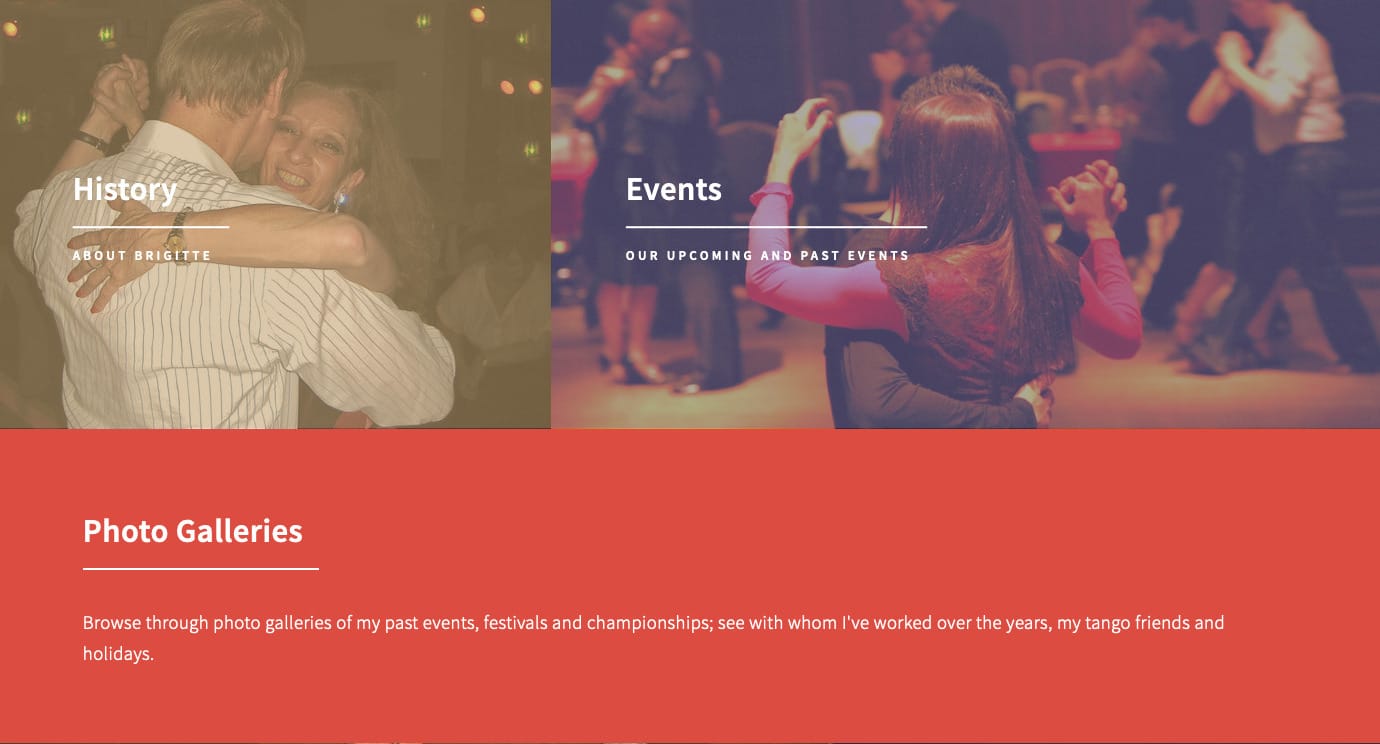 History
ABOUT BRIGITTE
Events
OUR UPCOMING AND PAST EVENTS
Photo Galleries
Browse through photo galleries of my past events, festivals and championships; see with whom I've worked over the years, my tango friends and
holidays.